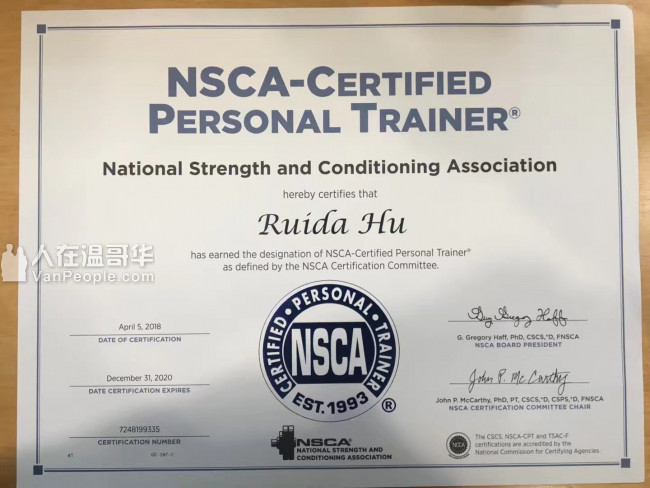 NSCA-CERTIFIED
PERSONAL TRAINER®
National Strength and Conditioning Association
hereby certifies that
Ruida Hu
has earned the designation of NSCA-Certified Personal Trainer®
as defined by the NSCA Certification Committee.
人在温哥华
VanPeople.com
April 5, 2018
DATE OF CERTIFICATION
December 31, 2020
DATE CERTIFICATION EXPIRES
7248199335
CERTIFICATION NUMBER
CERTIFIED • PERSONAL • TRAINER
NSCA
EST. 1993
®
NSCA®
NATIONAL STRENGTH AND
CONDITIONING ASSOCIATION
G. Gregory Haff
G. Gregory Haff, PhD, CSCS,*D, FNSCA
NSCA BOARD PRESIDENT
John P. McCarthy
John P. McCarthy, PhD, PT, CSCS,*D, CSPS,*D, FNSCA
NSCA CERTIFICATION COMMITTEE CHAIR
NCCA
The CSCS, NSCA-CPT and TSAC-F
certifications are accredited by the
National Commission for Certifying Agencies